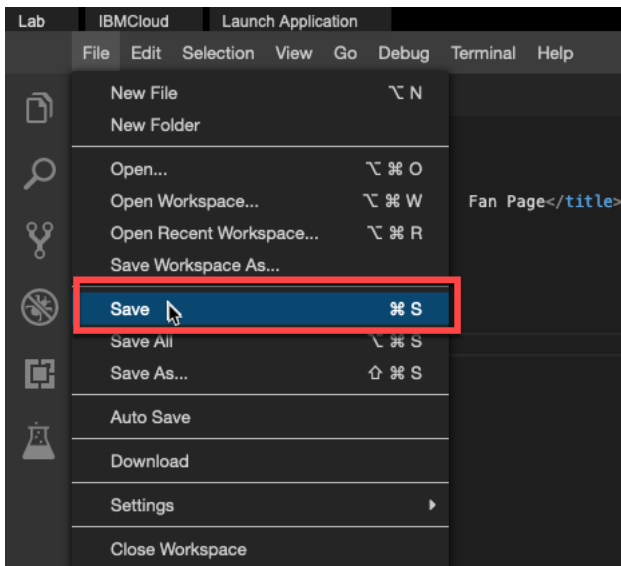 Lab IBMCloud Launch Application
File Edit Selection View Go Debug Terminal Help
New File ⌥ N
New Folder
Open... ⌥ ⌘ O
Open Workspace... ⌥ ⌘ W
Fan Page</title>
Open Recent Workspace... ⌥ ⌘ R
Save Workspace As...
Save ⌘ S
Save All ⌥ ⌘ S
Save As... ⇧ ⌘ S
Auto Save
Download
Settings
Close Workspace